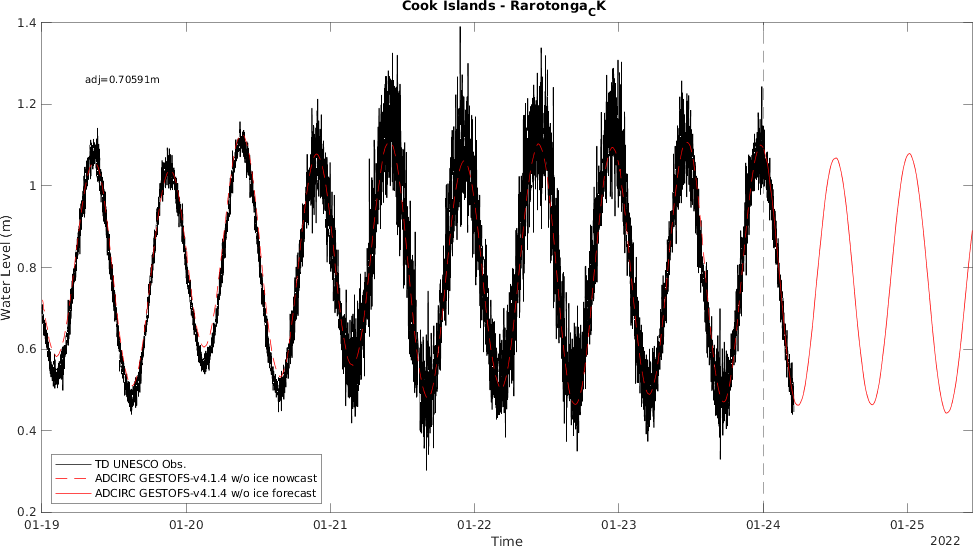 Cook Islands - Rarotonga_CK
adj=0.70591m
Water Level (m)
1.4
1.2
1
0.8
0.6
0.4
0.2
TD UNESCO Obs.
ADCIRC GESTOFS-v4.1.4 w/o ice nowcast
ADCIRC GESTOFS-v4.1.4 w/o ice forecast
01-19 01-20 01-21 01-22 01-23 01-24 01-25
Time
2022